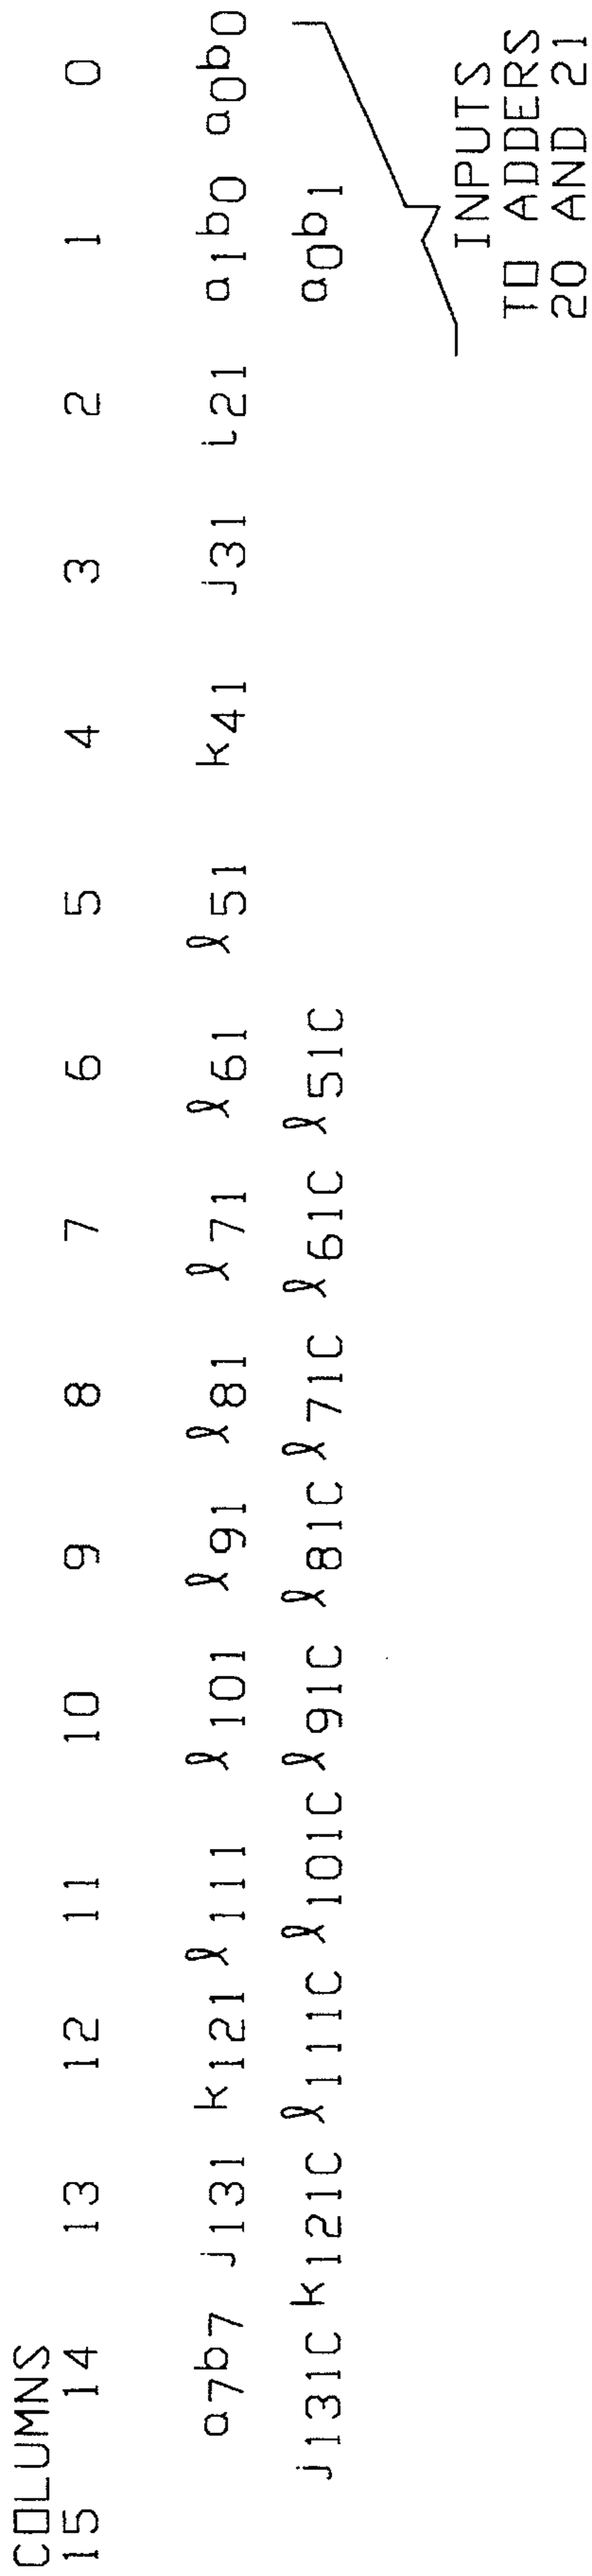 COLUMNS
15 14 13 12 11 10 9 8 7 6 5 4 3 2 1 0
a7b7 j131 k121 ℓ111 ℓ101 ℓ91 ℓ81 ℓ71 ℓ61 ℓ51 k41 j31 i21 a1b0 a0b0
j131C k121C ℓ111C ℓ101C ℓ91C ℓ81C ℓ71C ℓ61C ℓ51C a0b1
INPUTS
TO ADDERS
20 AND 21